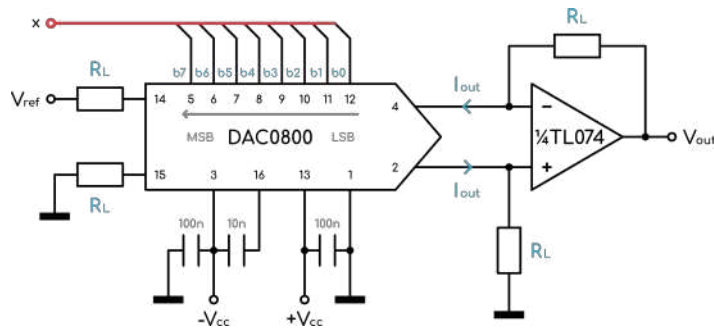 x
b7 b6 b5 b4 b3 b2 b1 b0
RL
RL
Vref
14 5 6 7 8 9 10 11 12
4
Iout
−
MSB DAC0800 LSB
¼TL074
Vout
15 3 16 13 1
2
Iout
+
RL
100n 10n 100n
RL
-Vcc +Vcc